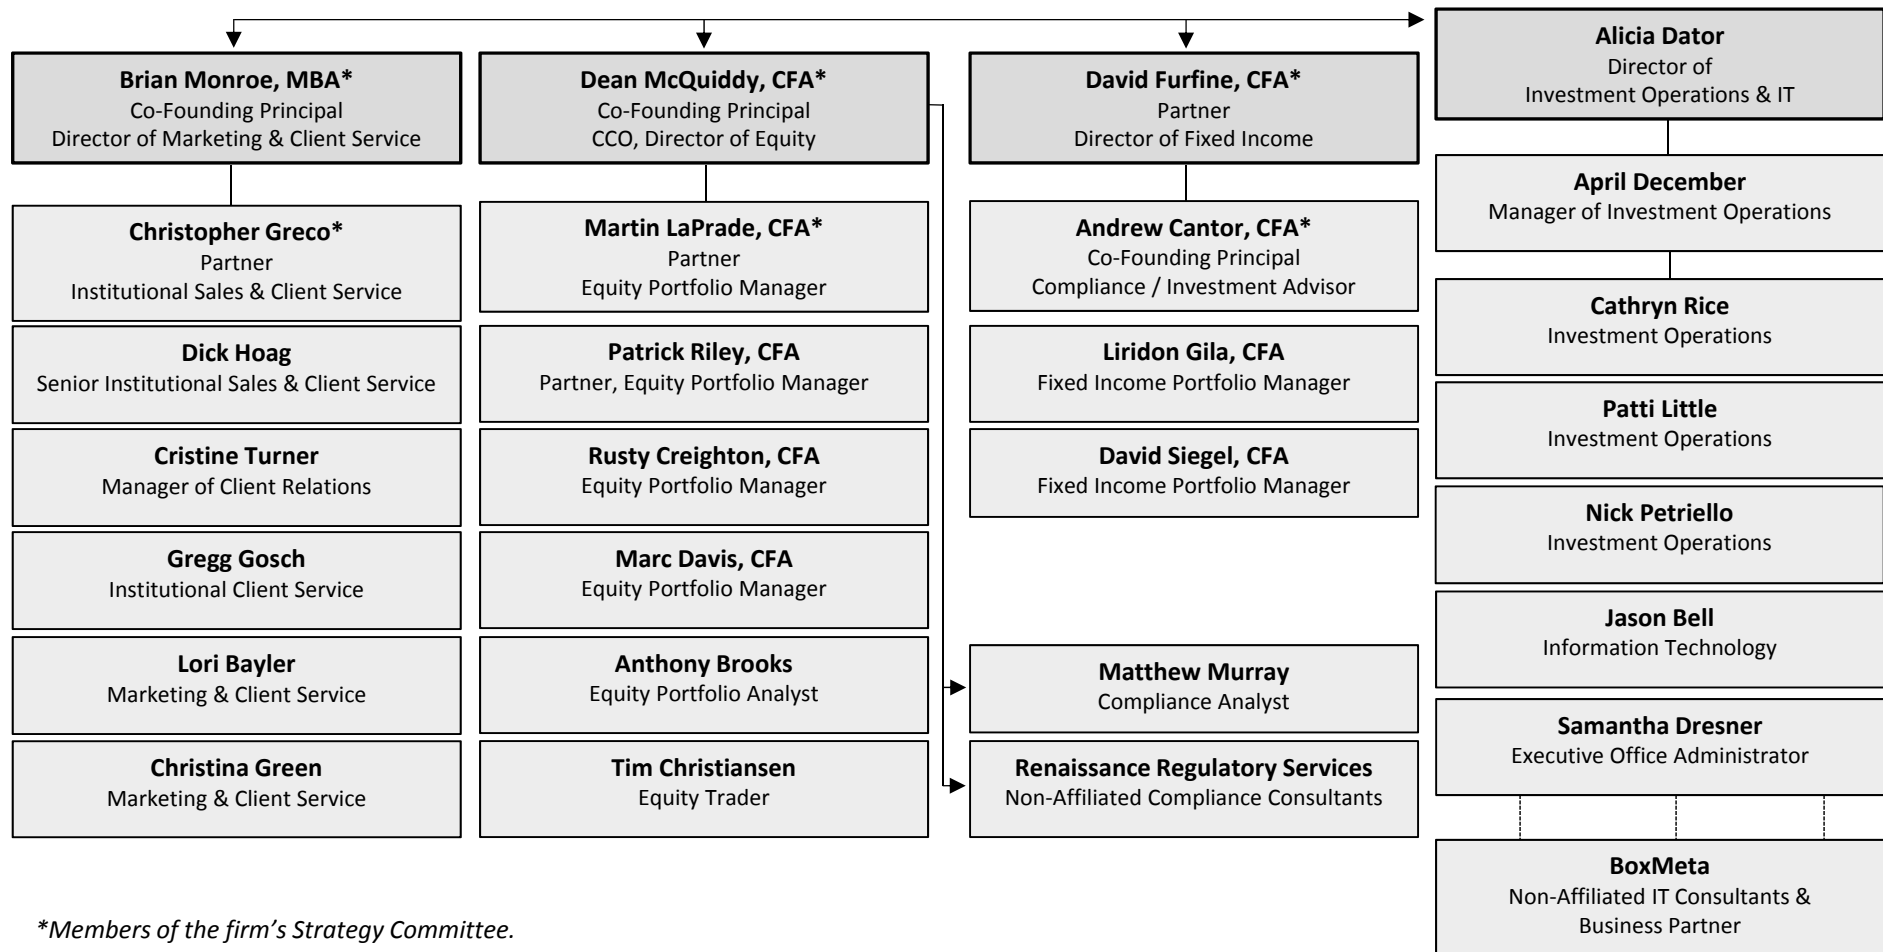 Brian Monroe, MBA*
Co-Founding Principal
Director of Marketing & Client Service
Christopher Greco*
Partner
Institutional Sales & Client Service
Dick Hoag
Senior Institutional Sales & Client Service
Cristine Turner
Manager of Client Relations
Gregg Gosch
Institutional Client Service
Lori Bayler
Marketing & Client Service
Christina Green
Marketing & Client Service
Dean McQuiddy, CFA*
Co-Founding Principal
CCO, Director of Equity
Martin LaPrade, CFA*
Partner
Equity Portfolio Manager
Patrick Riley, CFA
Partner, Equity Portfolio Manager
Rusty Creighton, CFA
Equity Portfolio Manager
Marc Davis, CFA
Equity Portfolio Manager
Anthony Brooks
Equity Portfolio Analyst
Tim Christiansen
Equity Trader
David Furfine, CFA*
Partner
Director of Fixed Income
Andrew Cantor, CFA*
Co-Founding Principal
Compliance / Investment Advisor
Liridon Gila, CFA
Fixed Income Portfolio Manager
David Siegel, CFA
Fixed Income Portfolio Manager
Matthew Murray
Compliance Analyst
Renaissance Regulatory Services
Non-Affiliated Compliance Consultants
Alicia Dator
Director of
Investment Operations & IT
April December
Manager of Investment Operations
Cathryn Rice
Investment Operations
Patti Little
Investment Operations
Nick Petriello
Investment Operations
Jason Bell
Information Technology
Samantha Dresner
Executive Office Administrator
BoxMeta
Non-Affiliated IT Consultants &
Business Partner
*Members of the firm's Strategy Committee.